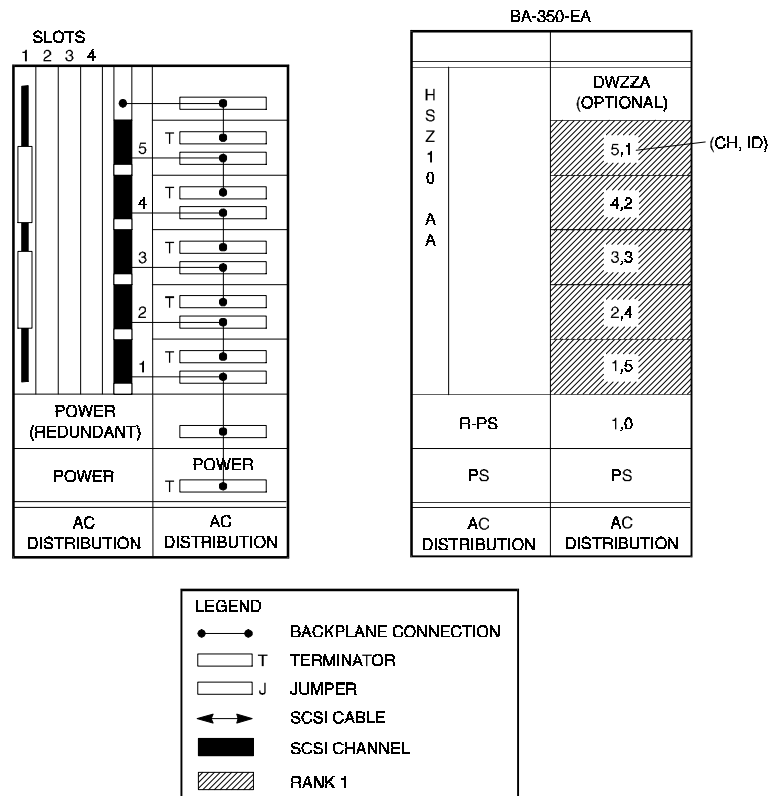 BA-350-EA
SLOTS
1 2 3 4
T
5
T
4
T
3
T
2
T
1
POWER
(REDUNDANT)
POWER
POWER
T
AC
DISTRIBUTION
AC
DISTRIBUTION
H
S
Z
1
0
A
A
DWZZA
(OPTIONAL)
5,1
(CH, ID)
4,2
3,3
2,4
1,5
R-PS
1,0
PS
PS
AC
DISTRIBUTION
AC
DISTRIBUTION
LEGEND
BACKPLANE CONNECTION
T TERMINATOR
J JUMPER
SCSI CABLE
SCSI CHANNEL
RANK 1